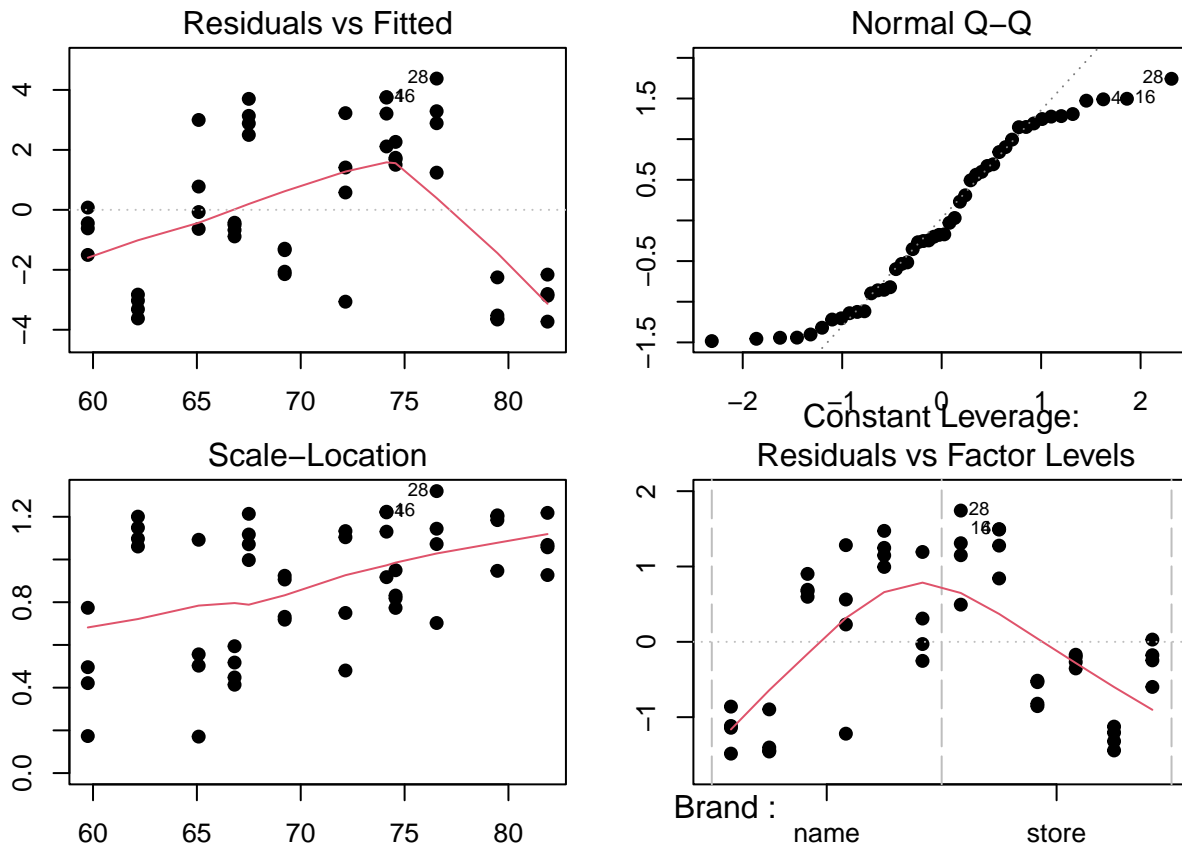 Residuals vs Fitted
28
16
4
2
0
−2
−4
60 65 70 75 80
Normal Q−Q
28
4 16
1.5
0.5
−0.5
−1.5
−2 −1 0 1 2
Scale−Location
28
16
1.2
0.8
0.4
0.0
60 65 70 75 80
Constant Leverage:
Residuals vs Factor Levels
28
16
2
1
0
−1
Brand :
name store